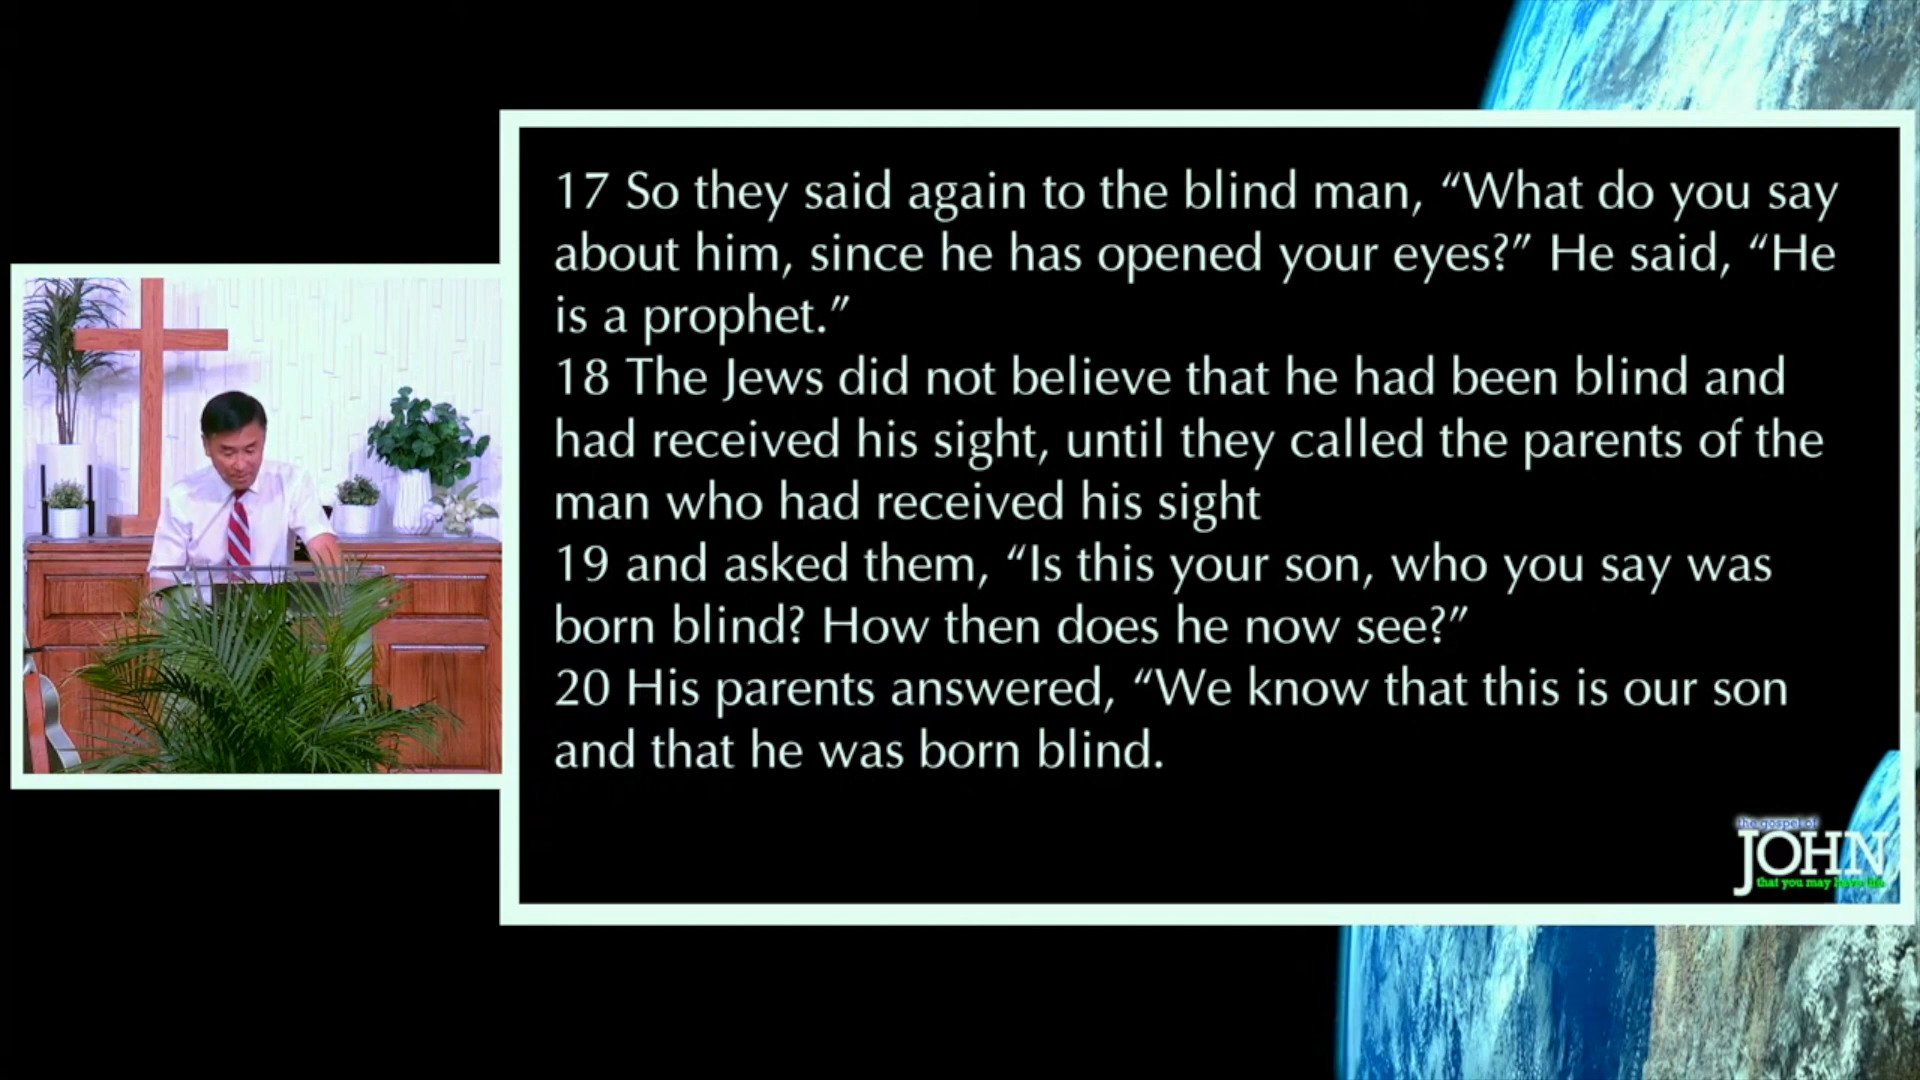 17 So they said again to the blind man, “What do you say
about him, since he has opened your eyes?” He said, “He
is a prophet.”
18 The Jews did not believe that he had been blind and
had received his sight, until they called the parents of the
man who had received his sight
19 and asked them, “Is this your son, who you say was
born blind? How then does he now see?”
20 His parents answered, “We know that this is our son
and that he was born blind.
the gospel of
JOHN
that you may have life